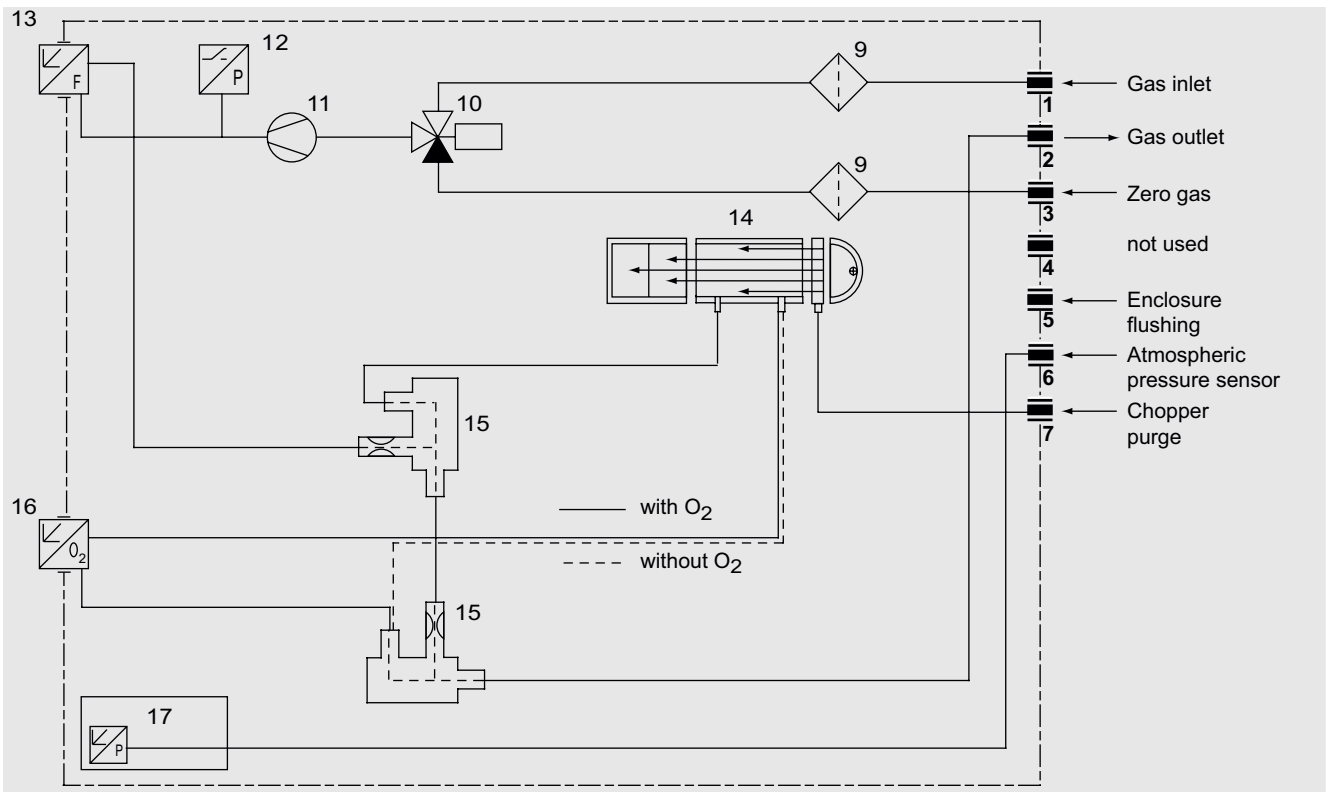 13
F
12
P
11
10
9
1
Gas inlet
2
Gas outlet
9
3
Zero gas
14
4
not used
5
Enclosure
flushing
6
Atmospheric
pressure sensor
7
Chopper
purge
15
16
O2
with O2
without O2
15
17
P